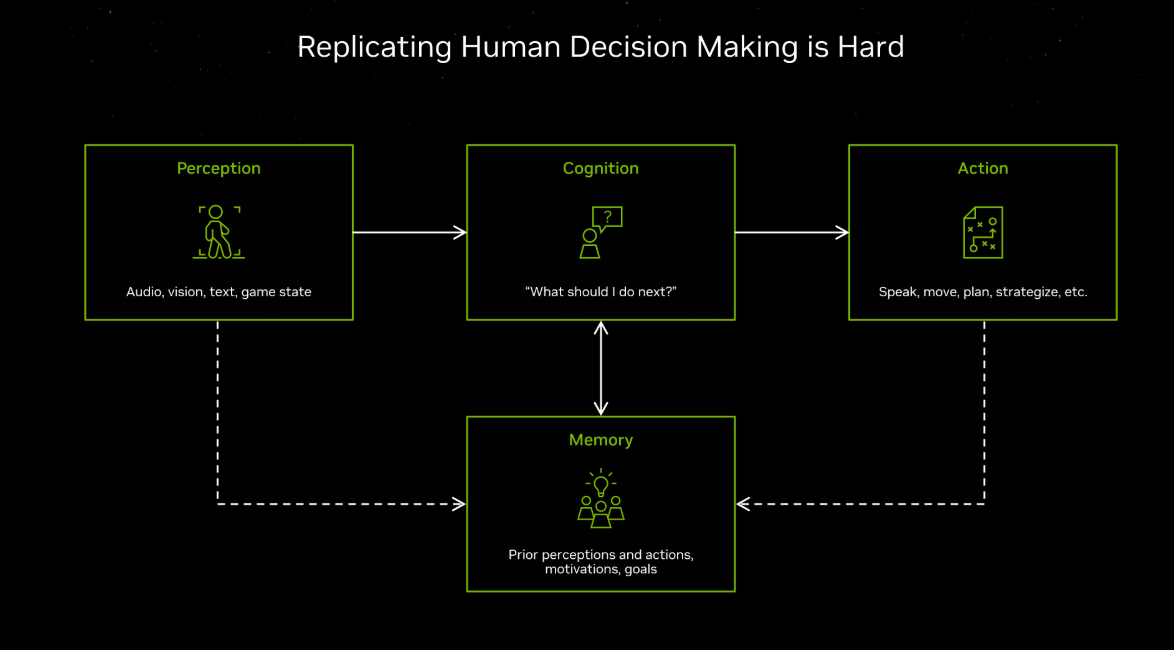 Replicating Human Decision Making is Hard
Perception
Audio, vision, text, game state
Cognition
?
“What should I do next?”
Action
Speak, move, plan, strategize, etc.
Memory
Prior perceptions and actions,
motivations, goals